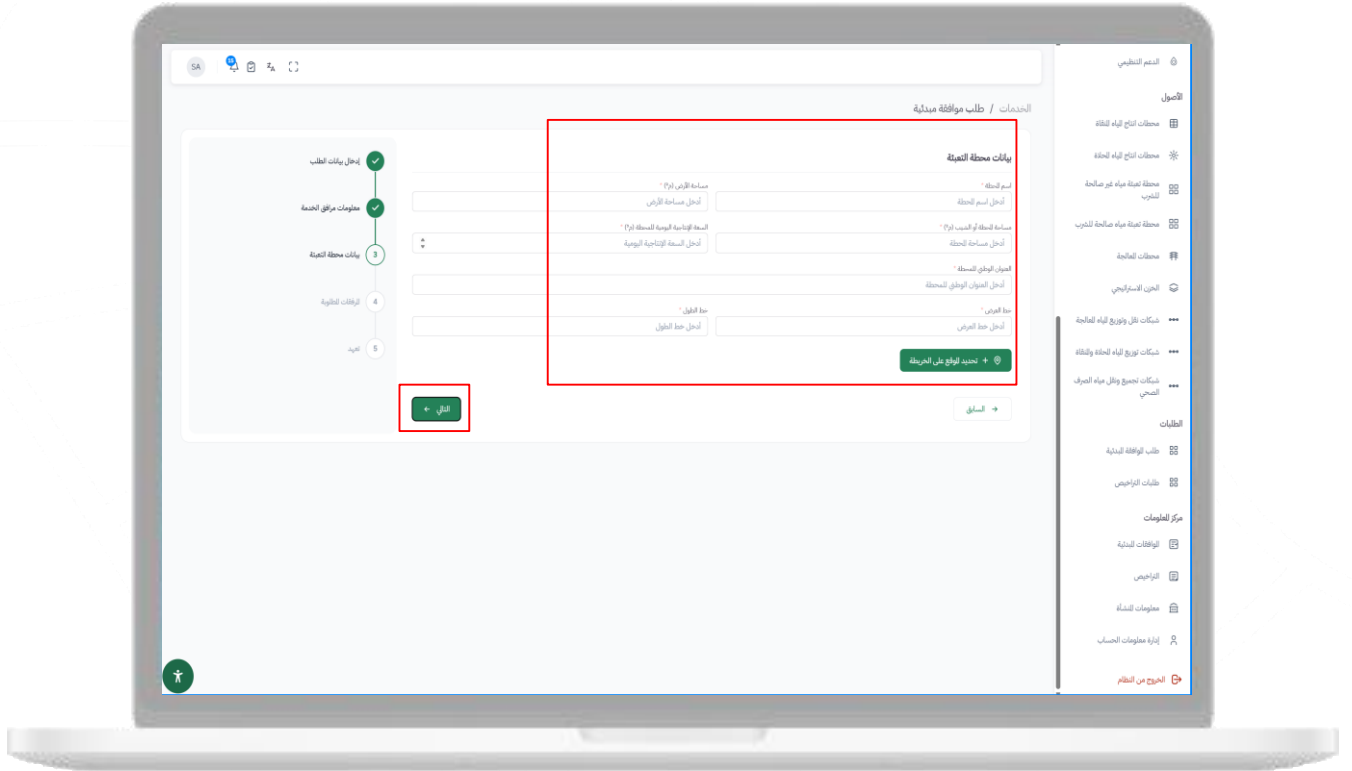 الدعم التنظيمي
الأصول
محطات انتاج المياه المنقاة
محطات انتاج المياه المحلاة
محطة تعبئة مياه غير صالحة
للشرب
محطة تعبئة مياه صالحة للشرب
محطات المعالجة
الخزن الاستراتيجي
شبكات نقل وتوزيع المياه المعالجة
شبكات توزيع المياه المحلاة والمنقاة
شبكات تجميع ونقل مياه الصرف
الصحي
الطلبات
طلب الموافقة المبدئية
طلبات التراخيص
مركز المعلومات
الموافقات المبدئية
التراخيص
معلومات المنشأة
إدارة معلومات الحساب
الخروج من النظام
SA
الخدمات / طلب موافقة مبدئية
بيانات محطة التعبئة
اسم المحطة *
أدخل اسم المحطة
مساحة الأرض (م²) *
أدخل مساحة الأرض
مساحة المحطة أو الشيب (م²) *
أدخل مساحة المحطة
السعة الإنتاجية اليومية للمحطة (م³) *
أدخل السعة الإنتاجية اليومية
العنوان الوطني للمحطة *
أدخل العنوان الوطني للمحطة
خط العرض *
أدخل خط العرض
خط الطول *
أدخل خط الطول
+ تحديد الموقع على الخريطة
السابق
التالي
إدخال بيانات الطلب
معلومات مرافق الخدمة
3 بيانات محطة التعبئة
4 المرفقات المطلوبة
5 تعهد